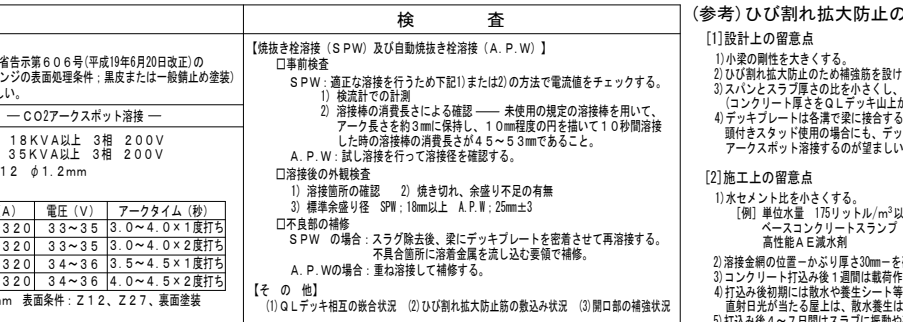 省告示第606号(平成19年6月20日改正)の
ンジの表面処理条件；黒皮または一般錆止め塗装)
しい。
― CO2アークスポット溶接 ―
18KVA以上 3相 200V
35KVA以上 3相 200V
12 φ1.2mm
A) 電圧(V) アークタイム(秒)
320 33～35 3.0～4.0×1度打ち
320 33～35 3.0～4.0×2度打ち
320 34～36 3.5～4.5×1度打ち
320 34～36 4.0～4.5×2度打ち
mm 表面条件：Z12、Z27、裏面塗装
検 査
【焼抜き栓溶接(SPW)及び自動焼抜き栓溶接(A.P.W)】
□事前検査
SPW：適正な溶接を行うため下記1)または2)の方法で電流値をチェックする。
1) 検流計での計測
2) 溶接棒の消費長さによる確認 ―― 未使用の規定の溶接棒を用いて、
アーク長さを約3㎜に保持し、10㎜程度の円を描いて10秒間溶接
した時の溶接棒の消費長さが45～53㎜であること。
A.P.W：試し溶接を行って溶接径を確認する。
□溶接後の外観検査
1) 溶接箇所の確認 2) 焼き切れ、余盛り不足の有無
3) 標準余盛り径 SPW；18㎜以上 A.P.W；25㎜±3
□不良部の補修
SPW の場合：スラグ除去後、梁にデッキプレートを密着させて再溶接する。
不具合箇所に溶着金属を流し込む要領で補修。
A.P.Wの場合：重ね溶接して補修する。
【そ の 他】
(1)QLデッキ相互の嵌合状況 (2)ひび割れ拡大防止筋の敷込み状況 (3)開口部の補強状況
(参考)ひび割れ拡大防止の
[1]設計上の留意点
1)小梁の剛性を大きくする。
2)ひび割れ拡大防止のため補強筋を設け
3)スパンとスラブ厚さの比を小さくし、
(コンクリート厚さをQLデッキ山上か
4)デッキプレートは各溝で梁に接合する
頭付きスタッド使用の場合にも、デッ
アークスポット溶接するのが望ましい
[2]施工上の留意点
1)水セメント比を小さくする。
[例] 単位水量 175リットル/m³以
ベースコンクリートスランプ
高性能AE減水剤
2)溶接金網の位置－かぶり厚さ30mm－を
3)コンクリート打込み後1週間は載荷作
4)打込み後初期には散水や養生シート等
直射日光が当たる屋上は、散水養生は
5)打込み後4～7日間はスラブに振動や